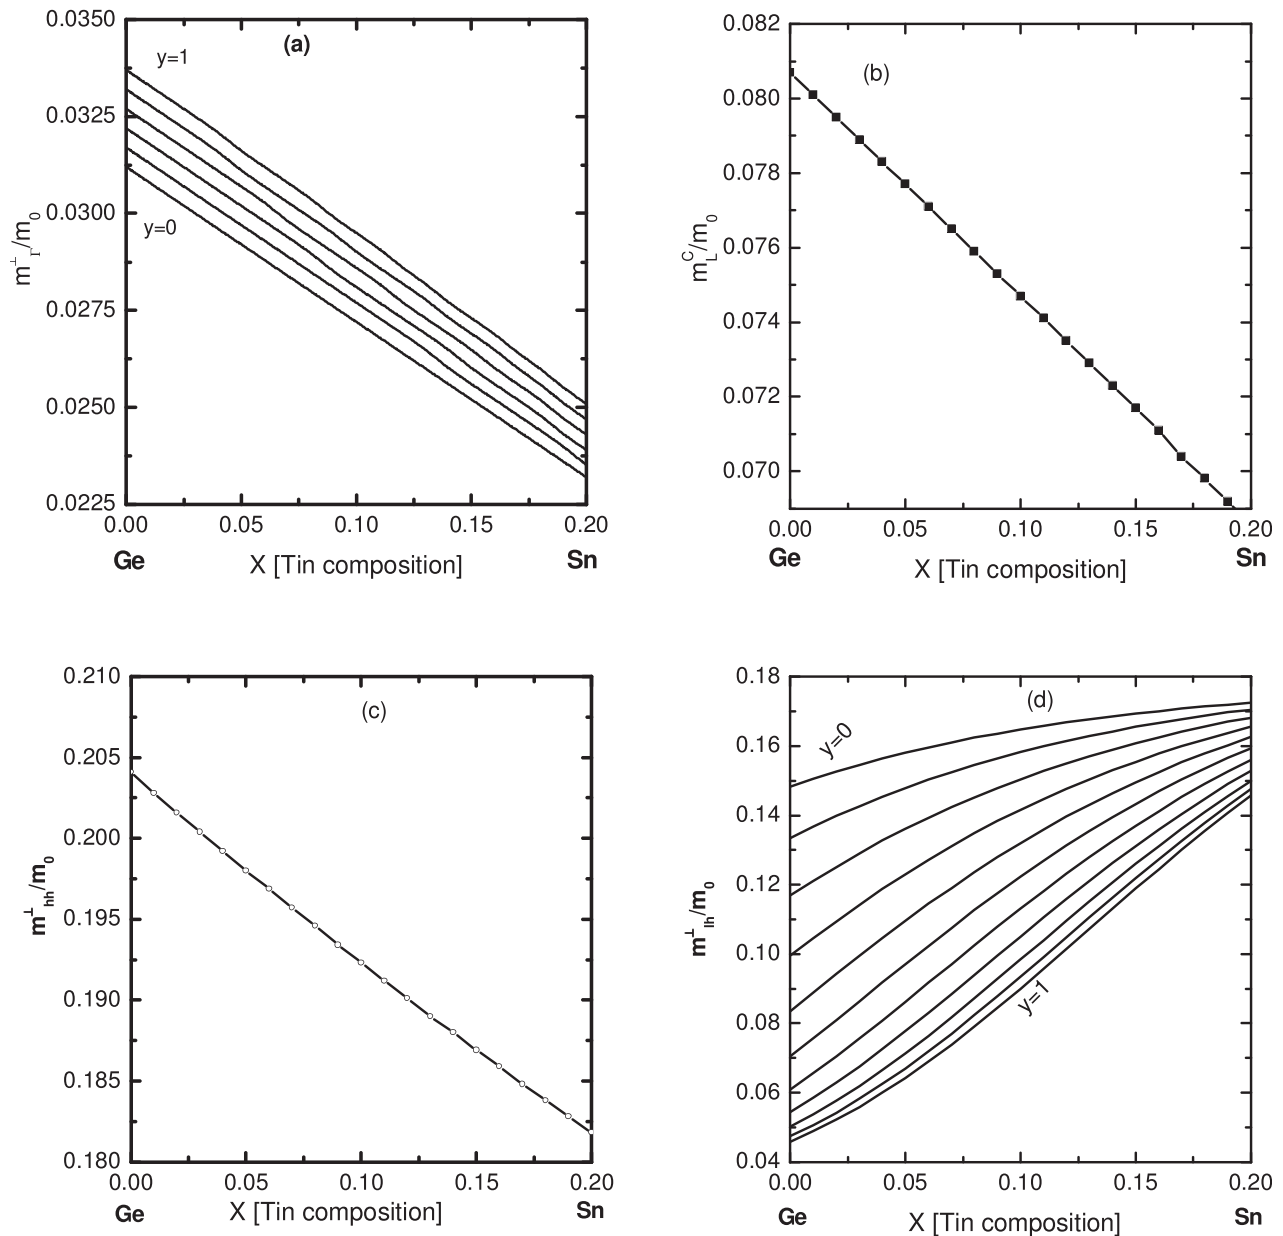 (a)
y=1
y=0
0.0350
0.0325
0.0300
0.0275
0.0250
0.0225
m⊥Γ/m0
0.00 0.05 0.10 0.15 0.20
Ge X [Tin composition] Sn
(b)
0.082
0.080
0.078
0.076
0.074
0.072
0.070
mCL/m0
0.00 0.05 0.10 0.15 0.20
Ge X [Tin composition] Sn
(c)
0.210
0.205
0.200
0.195
0.190
0.185
0.180
m⊥hh/m0
0.00 0.05 0.10 0.15 0.20
Ge X [Tin composition] Sn
(d)
y=0
y=1
0.18
0.16
0.14
0.12
0.10
0.08
0.06
0.04
m⊥lh/m0
0.00 0.05 0.10 0.15 0.20
Ge X [Tin composition] Sn